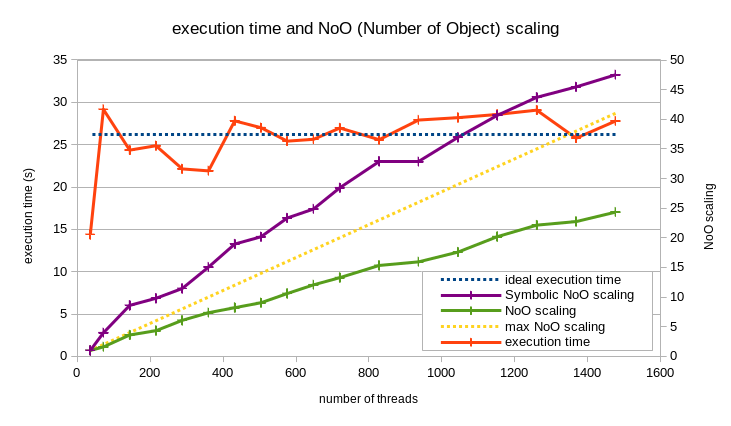 execution time and NoO (Number of Object) scaling
35
30
25
20
15
10
5
0
execution time (s)
50
45
40
35
30
25
20
15
10
5
0
NoO scaling
ideal execution time
Symbolic NoO scaling
NoO scaling
max NoO scaling
execution time
0 200 400 600 800 1000 1200 1400 1600
number of threads